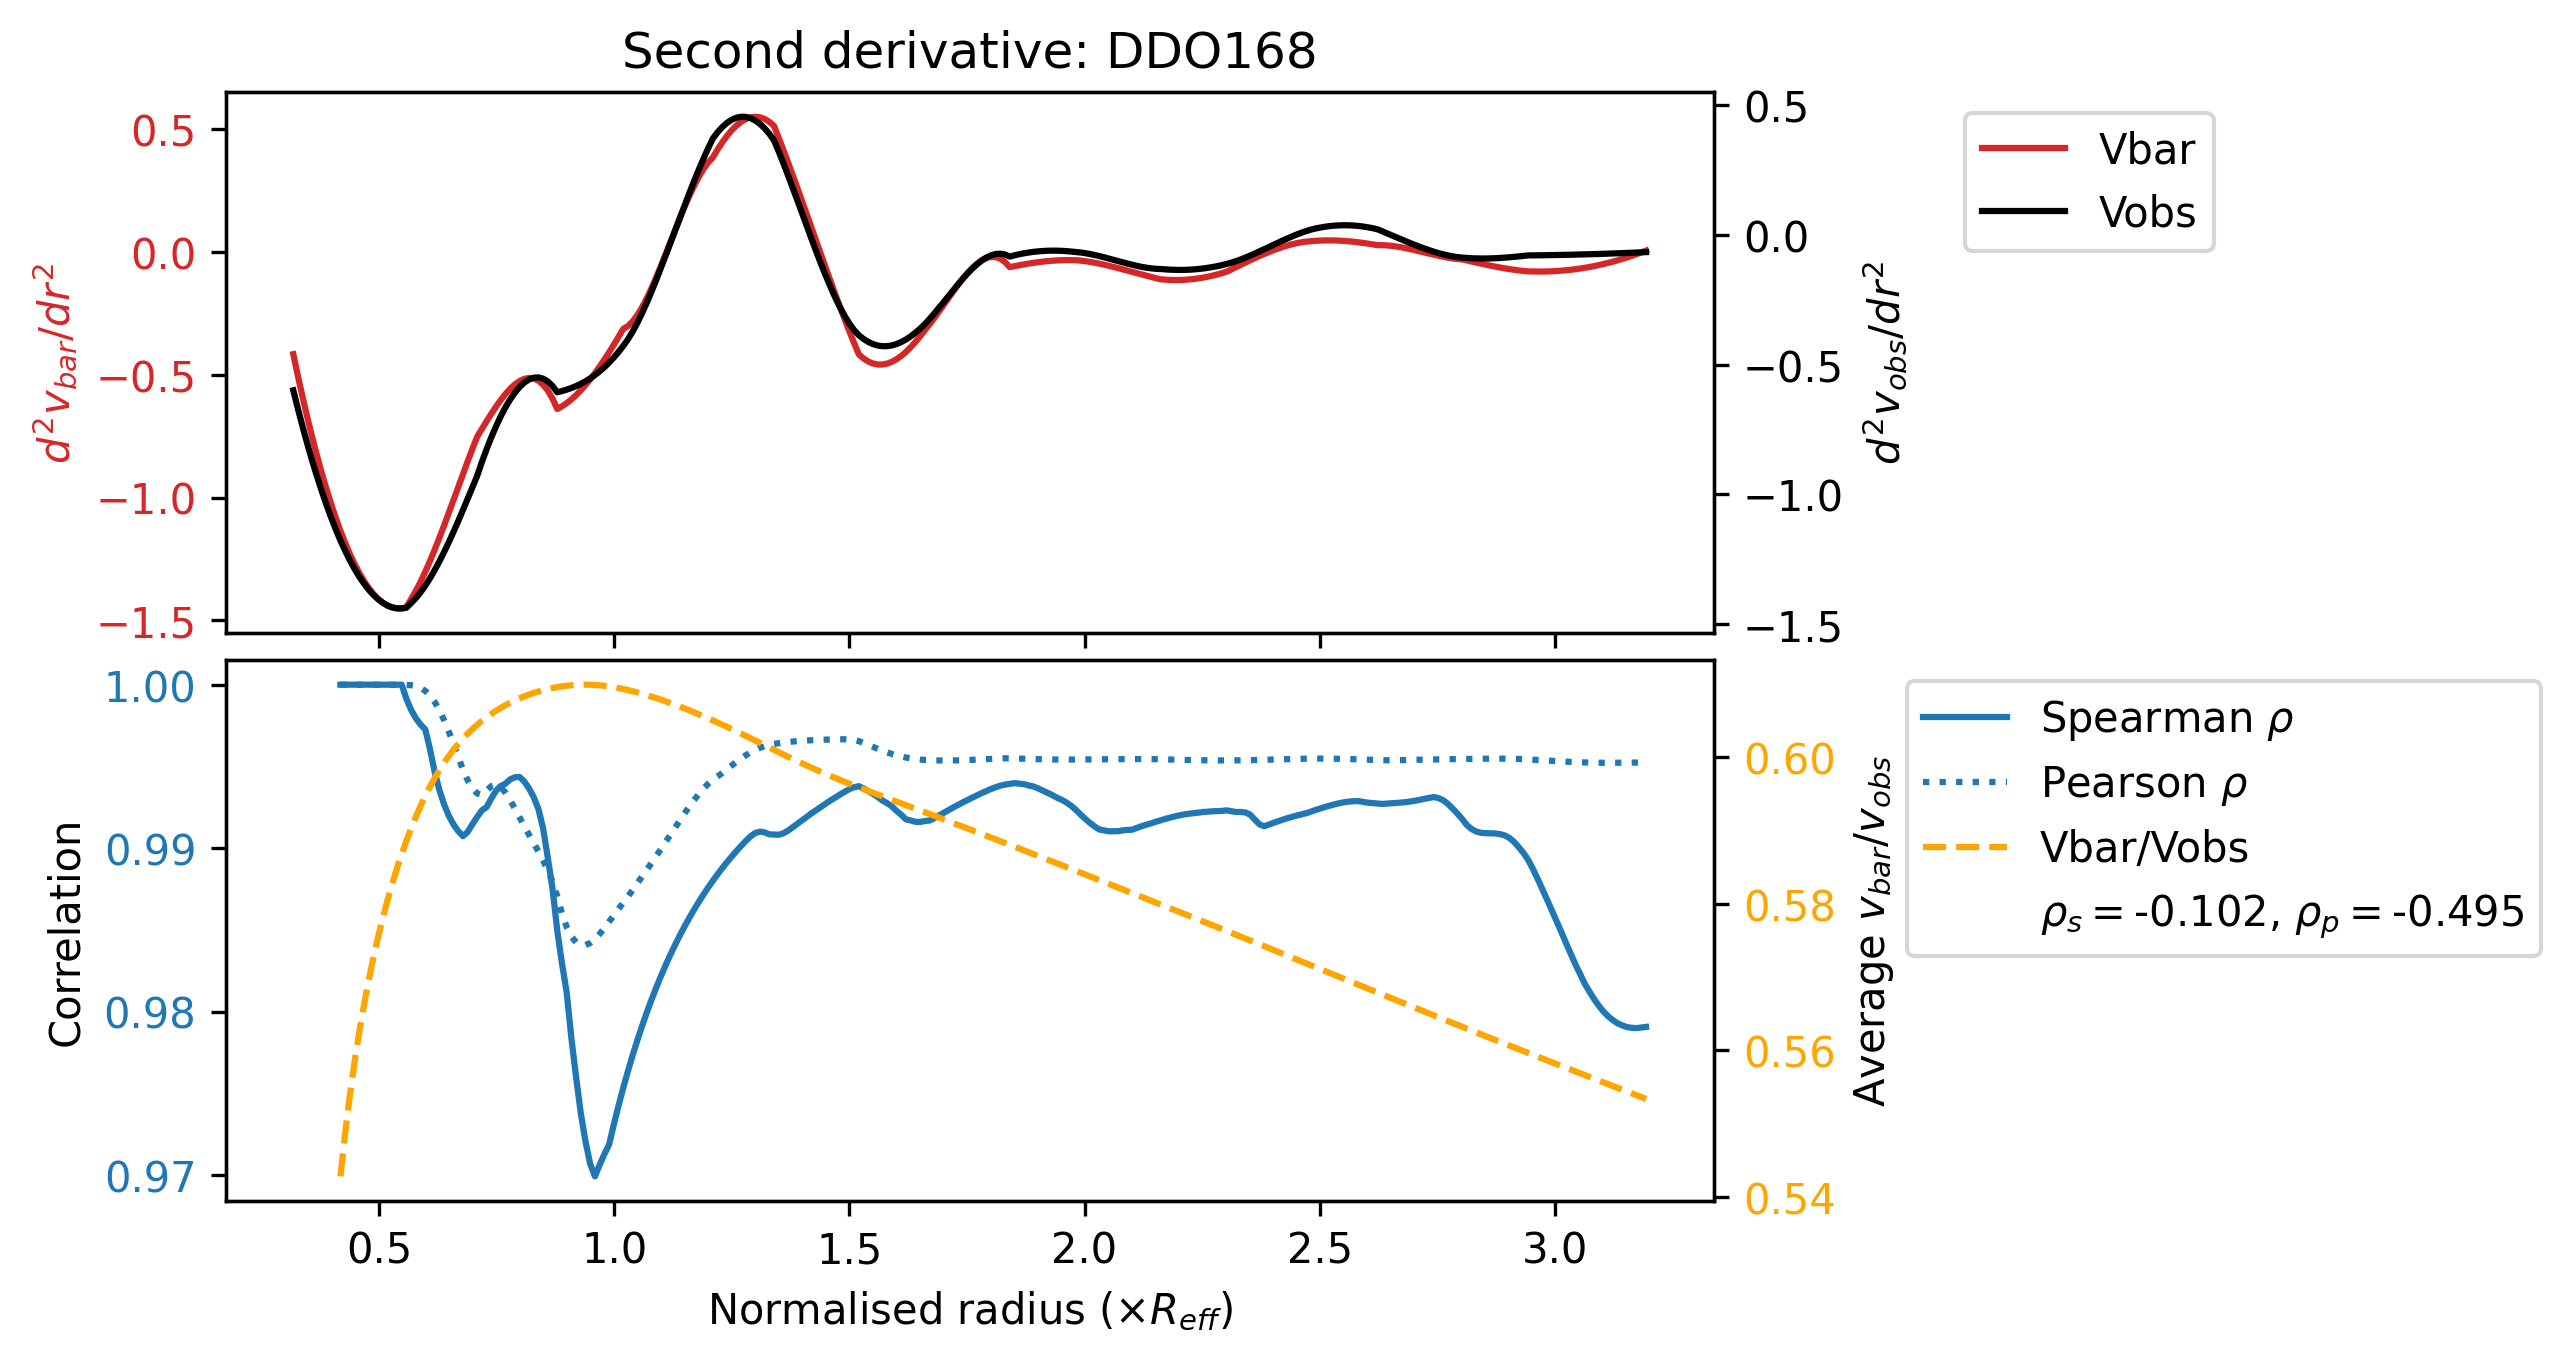 Second derivative: DDO168
0.5
0.0
−0.5
−1.0
−1.5
d²v_bar/dr²
0.5
0.0
−0.5
−1.0
−1.5
d²v_obs/dr²
Vbar
Vobs
1.00
0.99
0.98
0.97
Correlation
0.60
0.58
0.56
0.54
Average v_bar/v_obs
Spearman ρ
Pearson ρ
Vbar/Vobs
ρ_s = -0.102, ρ_p = -0.495
0.5 1.0 1.5 2.0 2.5 3.0
Normalised radius (×R_eff)